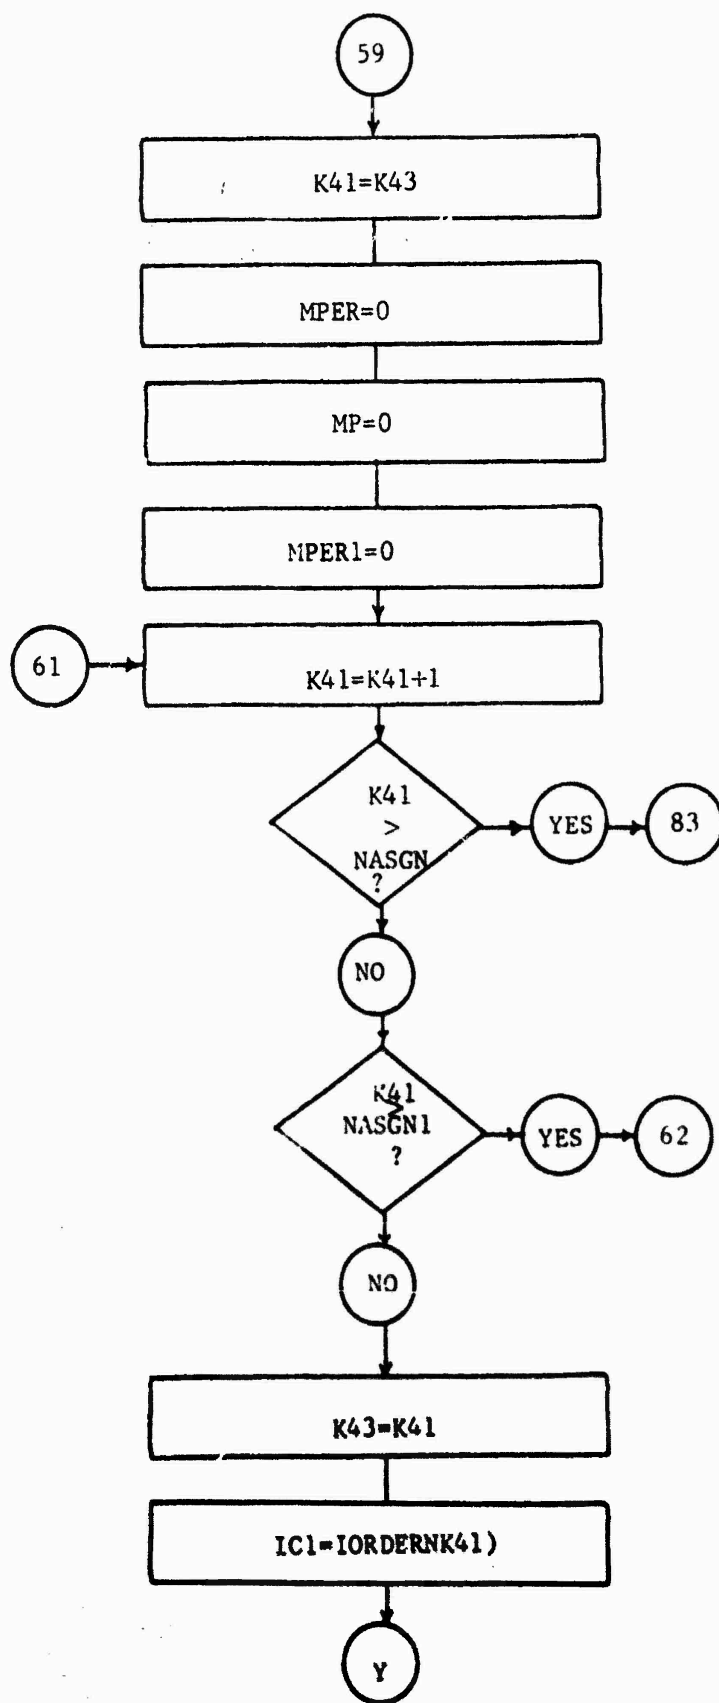 59
K41=K43
MPER=0
MP=0
MPER1=0
61
K41=K41+1
K41
>
NASGN
?
YES
83
NO
K41
>
NASGN1
?
YES
62
NO
K43=K41
IC1=IORDERNK41)
Y